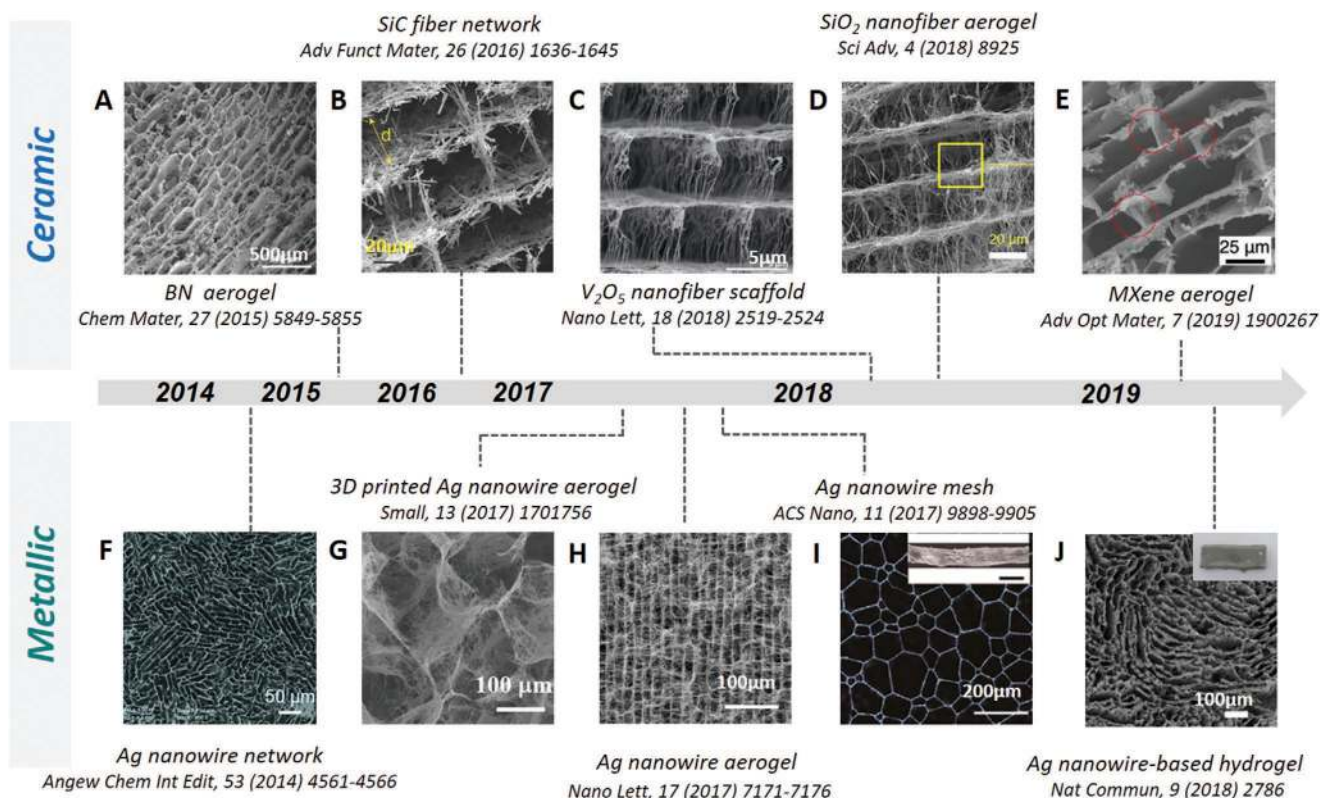 Ceramic
SiC fiber network
Adv Funct Mater, 26 (2016) 1636-1645
SiO₂ nanofiber aerogel
Sci Adv, 4 (2018) 8925
A
500μm
B
d
20μm
C
5μm
D
20 μm
E
25 μm
BN aerogel
Chem Mater, 27 (2015) 5849-5855
V₂O₅ nanofiber scaffold
Nano Lett, 18 (2018) 2519-2524
MXene aerogel
Adv Opt Mater, 7 (2019) 1900267
2014 2015 2016 2017 2018 2019
Metallic
3D printed Ag nanowire aerogel
Small, 13 (2017) 1701756
Ag nanowire mesh
ACS Nano, 11 (2017) 9898-9905
F
50 μm
G
100 μm
H
100μm
I
200μm
J
100μm
Ag nanowire network
Angew Chem Int Edit, 53 (2014) 4561-4566
Ag nanowire aerogel
Nano Lett, 17 (2017) 7171-7176
Ag nanowire-based hydrogel
Nat Commun, 9 (2018) 2786